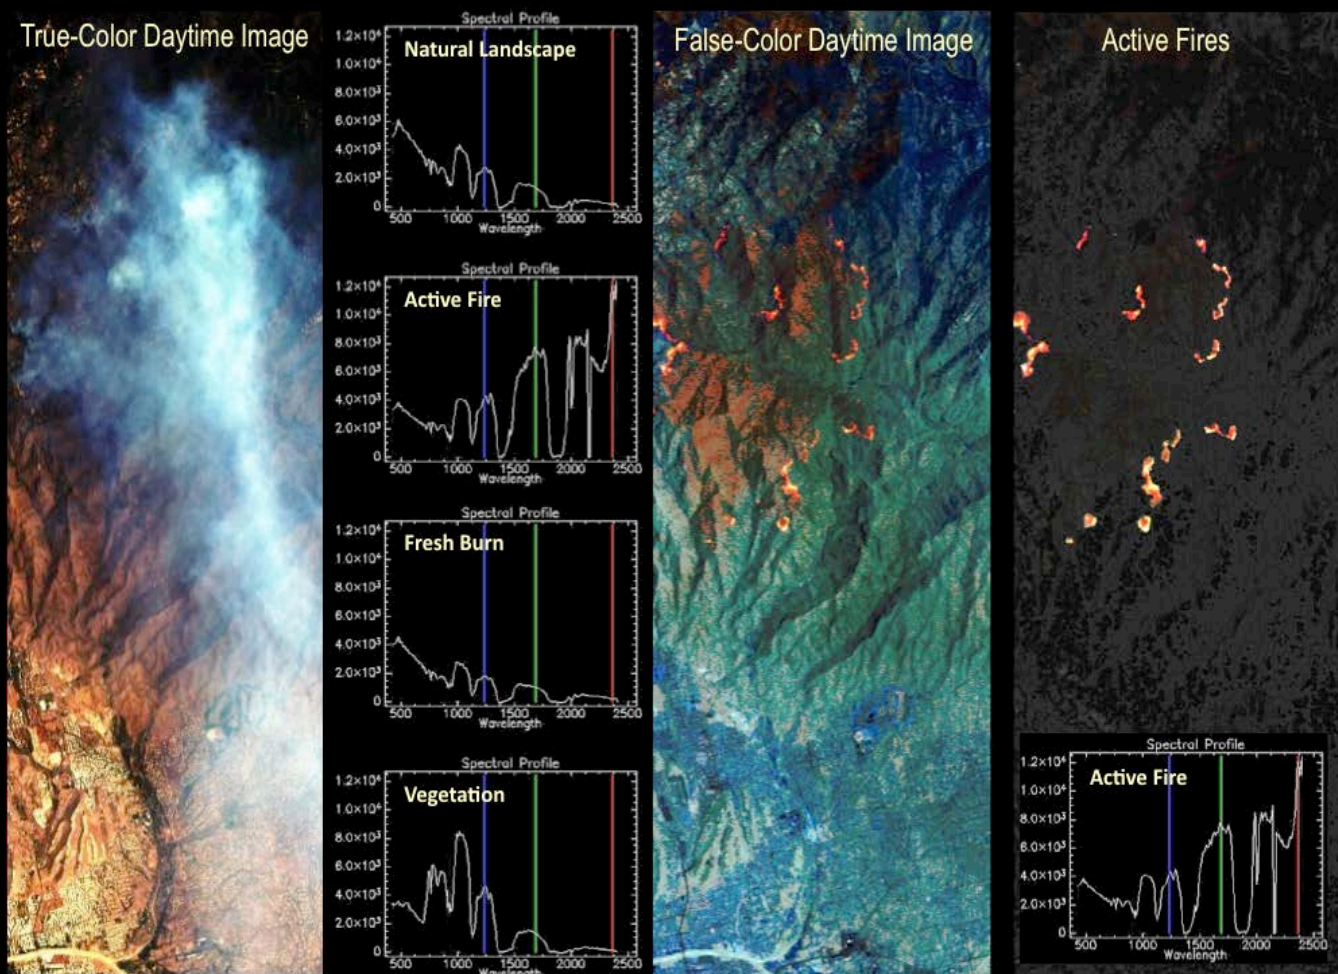 True-Color Daytime Image
Spectral Profile
Natural Landscape
1.2×10⁴
1.0×10⁴
8.0×10³
6.0×10³
4.0×10³
2.0×10³
0
500 1000 1500 2000 2500
Wavelength
Spectral Profile
Active Fire
1.2×10⁴
1.0×10⁴
8.0×10³
6.0×10³
4.0×10³
2.0×10³
0
500 1000 1500 2000 2500
Wavelength
Spectral Profile
Fresh Burn
1.2×10⁴
1.0×10⁴
8.0×10³
6.0×10³
4.0×10³
2.0×10³
0
500 1000 1500 2000 2500
Wavelength
Spectral Profile
Vegetation
1.2×10⁴
1.0×10⁴
8.0×10³
6.0×10³
4.0×10³
2.0×10³
0
500 1000 1500 2000 2500
Wavelength
False-Color Daytime Image
Active Fires
Spectral Profile
Active Fire
1.2×10⁴
1.0×10⁴
8.0×10³
6.0×10³
4.0×10³
2.0×10³
0
500 1000 1500 2000 2500
Wavelength